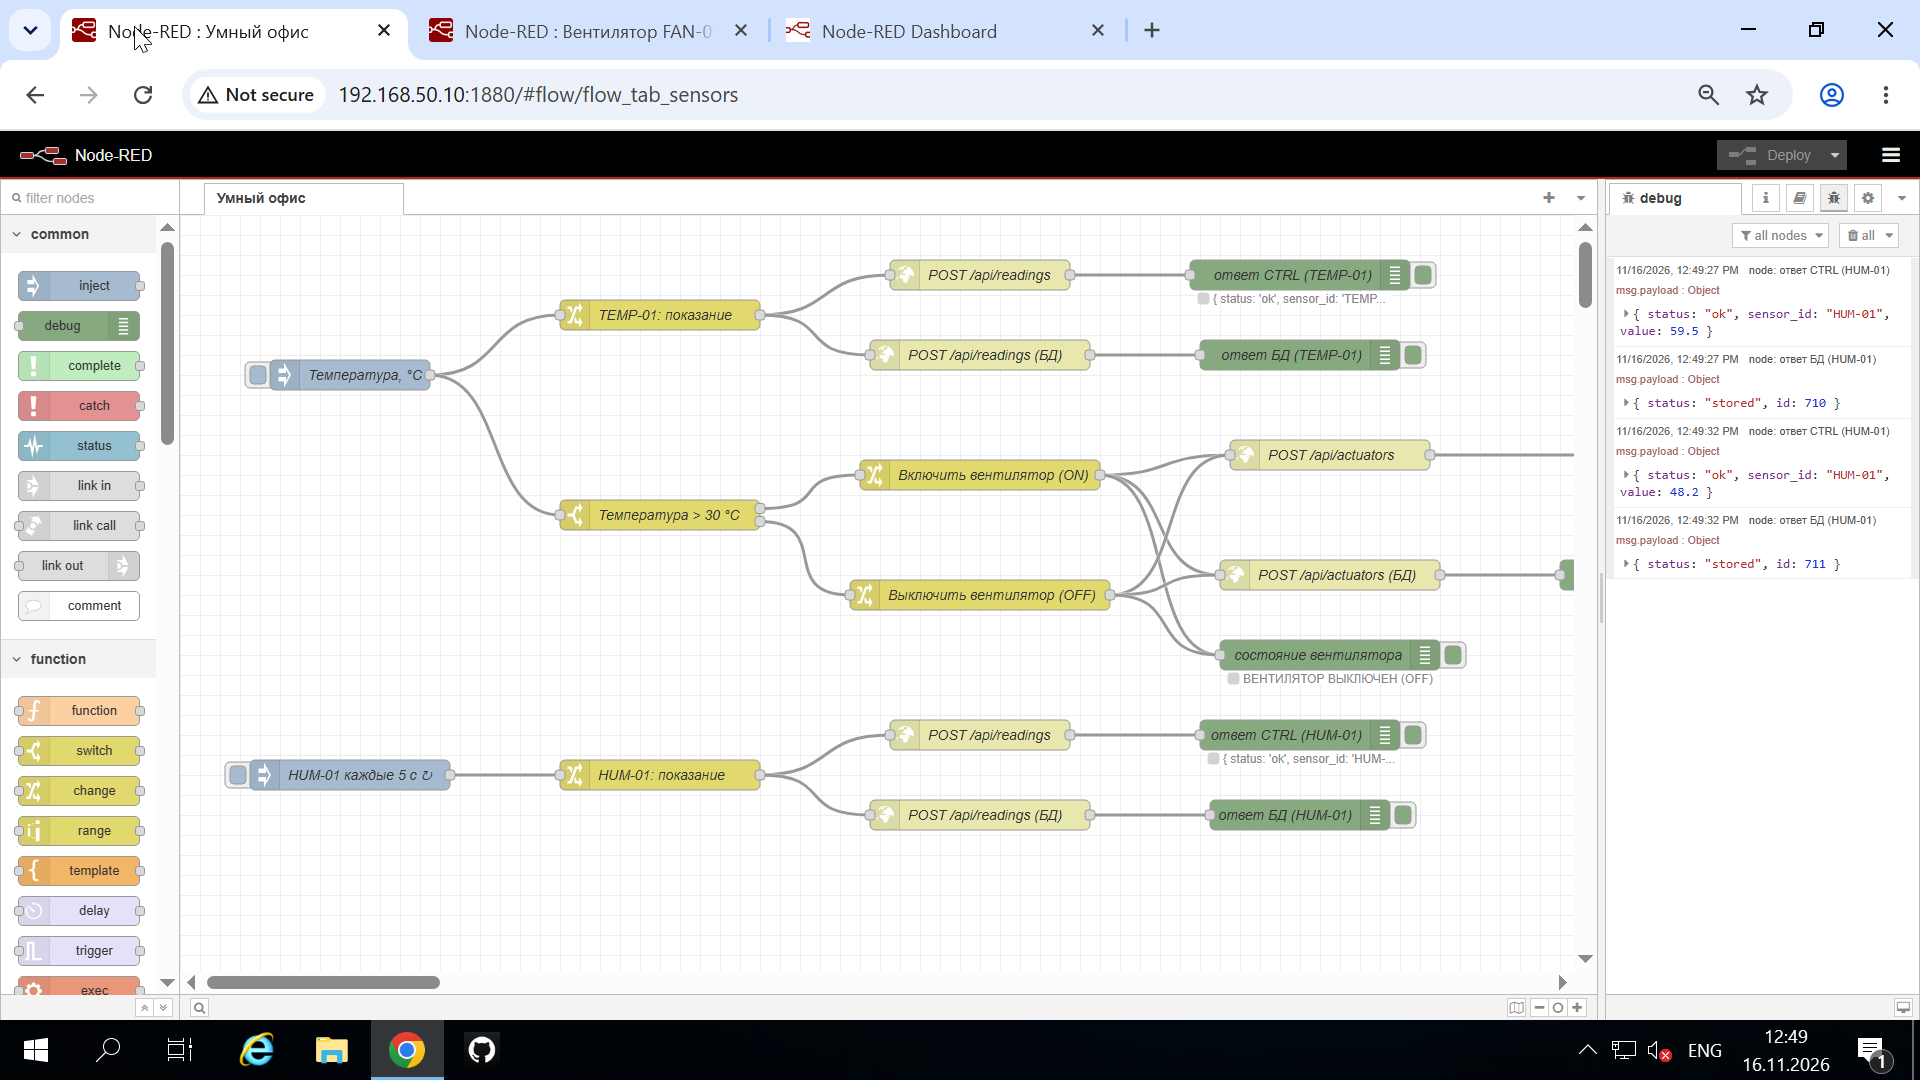 Node-RED : Умный офис
Node-RED : Вентилятор FAN-0
Node-RED Dashboard
Not secure
192.168.50.10:1880/#flow/flow_tab_sensors
Node-RED
Deploy
filter nodes
Умный офис
debug
all nodes
all
common
inject
debug
complete
catch
status
link in
link call
link out
comment
function
function
switch
change
range
template
delay
trigger
exec
POST /api/readings
ответ CTRL (TEMP-01)
{ status: 'ok', sensor_id: 'TEMP...
TEMP-01: показание
POST /api/readings (БД)
ответ БД (TEMP-01)
Температура, °C
POST /api/actuators
Включить вентилятор (ON)
Температура > 30 °C
POST /api/actuators (БД)
Выключить вентилятор (OFF)
состояние вентилятора
ВЕНТИЛЯТОР ВЫКЛЮЧЕН (OFF)
POST /api/readings
ответ CTRL (HUM-01)
{ status: 'ok', sensor_id: 'HUM-...
HUM-01 каждые 5 с ↻
HUM-01: показание
POST /api/readings (БД)
ответ БД (HUM-01)
11/16/2026, 12:49:27 PM node: ответ CTRL (HUM-01)
msg.payload : Object
{ status: "ok", sensor_id: "HUM-01",
value: 59.5 }
11/16/2026, 12:49:27 PM node: ответ БД (HUM-01)
msg.payload : Object
{ status: "stored", id: 710 }
11/16/2026, 12:49:32 PM node: ответ CTRL (HUM-01)
msg.payload : Object
{ status: "ok", sensor_id: "HUM-01",
value: 48.2 }
11/16/2026, 12:49:32 PM node: ответ БД (HUM-01)
msg.payload : Object
{ status: "stored", id: 711 }
ENG
12:49
16.11.2026
1